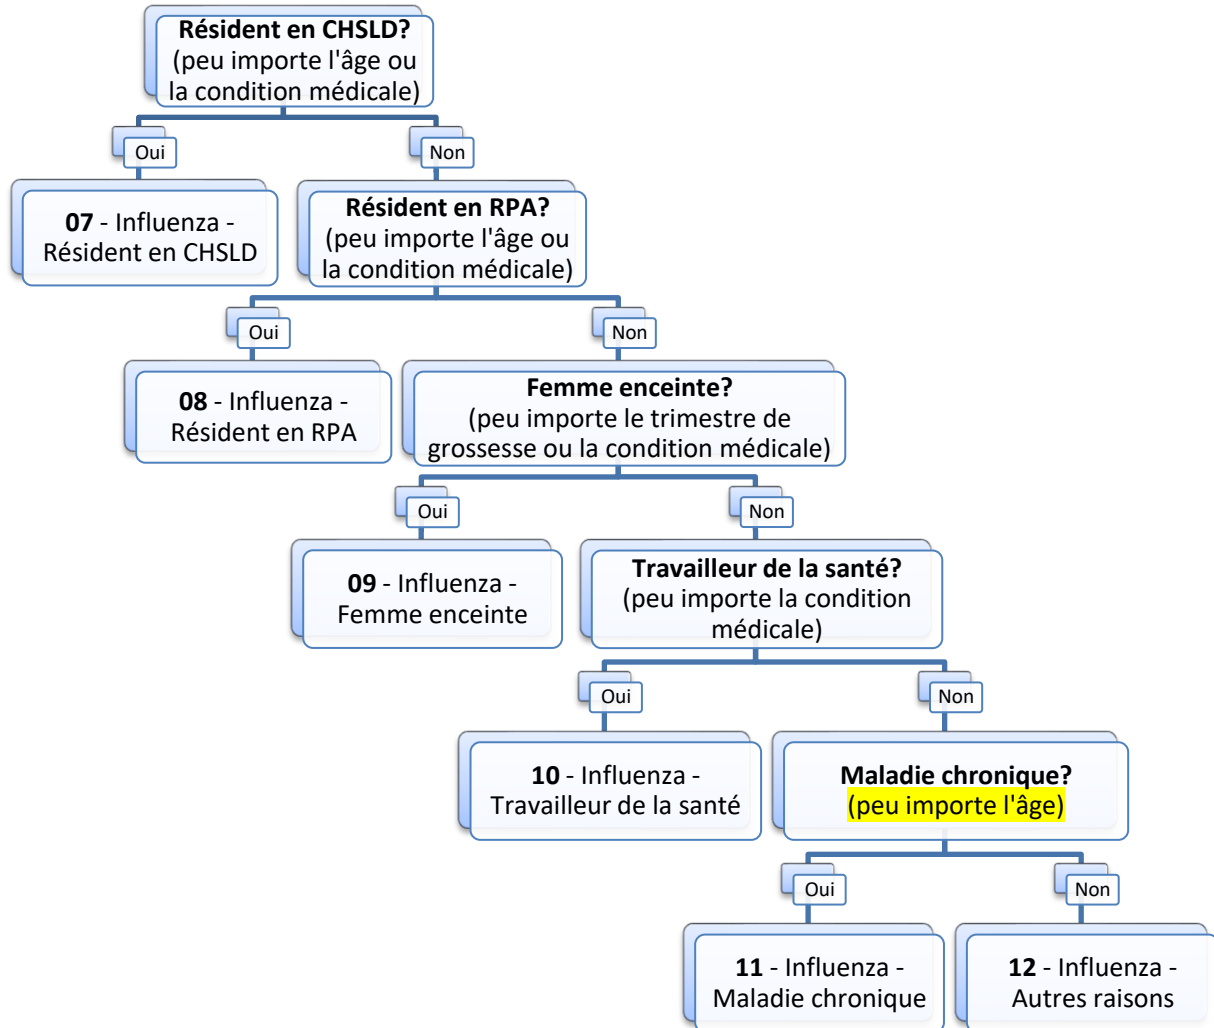 Résident en CHSLD?
(peu importe l'âge ou
la condition médicale)
Oui
Non
07 - Influenza -
Résident en CHSLD
Résident en RPA?
(peu importe l'âge ou
la condition médicale)
Oui
Non
08 - Influenza -
Résident en RPA
Femme enceinte?
(peu importe le trimestre de
grossesse ou la condition médicale)
Oui
Non
09 - Influenza -
Femme enceinte
Travailleur de la santé?
(peu importe la condition
médicale)
Oui
Non
10 - Influenza -
Travailleur de la santé
Maladie chronique?
(peu importe l'âge)
Oui
Non
11 - Influenza -
Maladie chronique
12 - Influenza -
Autres raisons